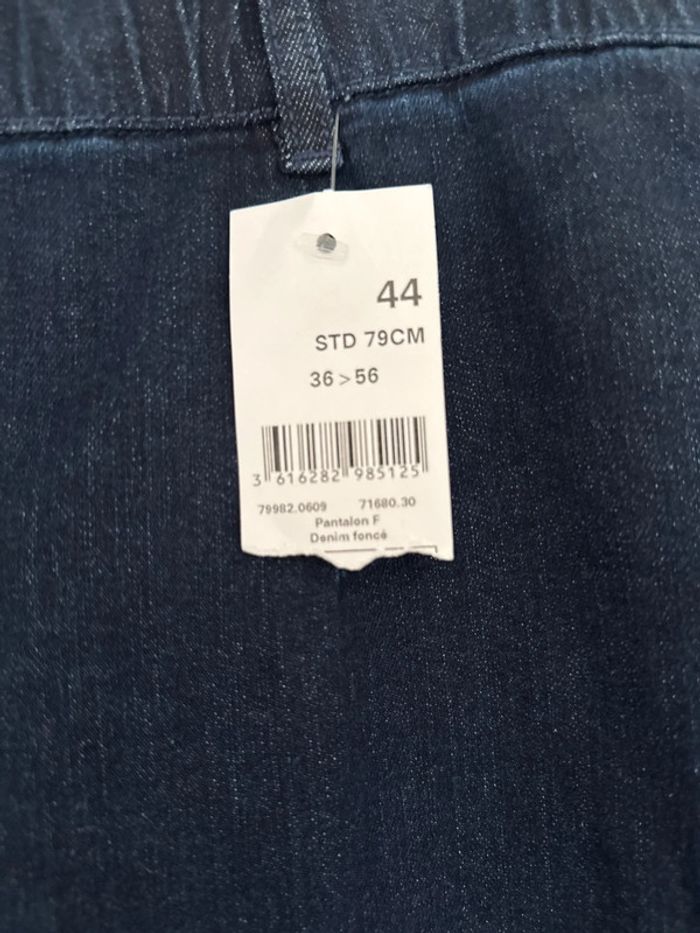 44
STD 79CM
36 > 56
3 616282 985125
79982.0609 71680.30
Pantalon F
Denim foncé